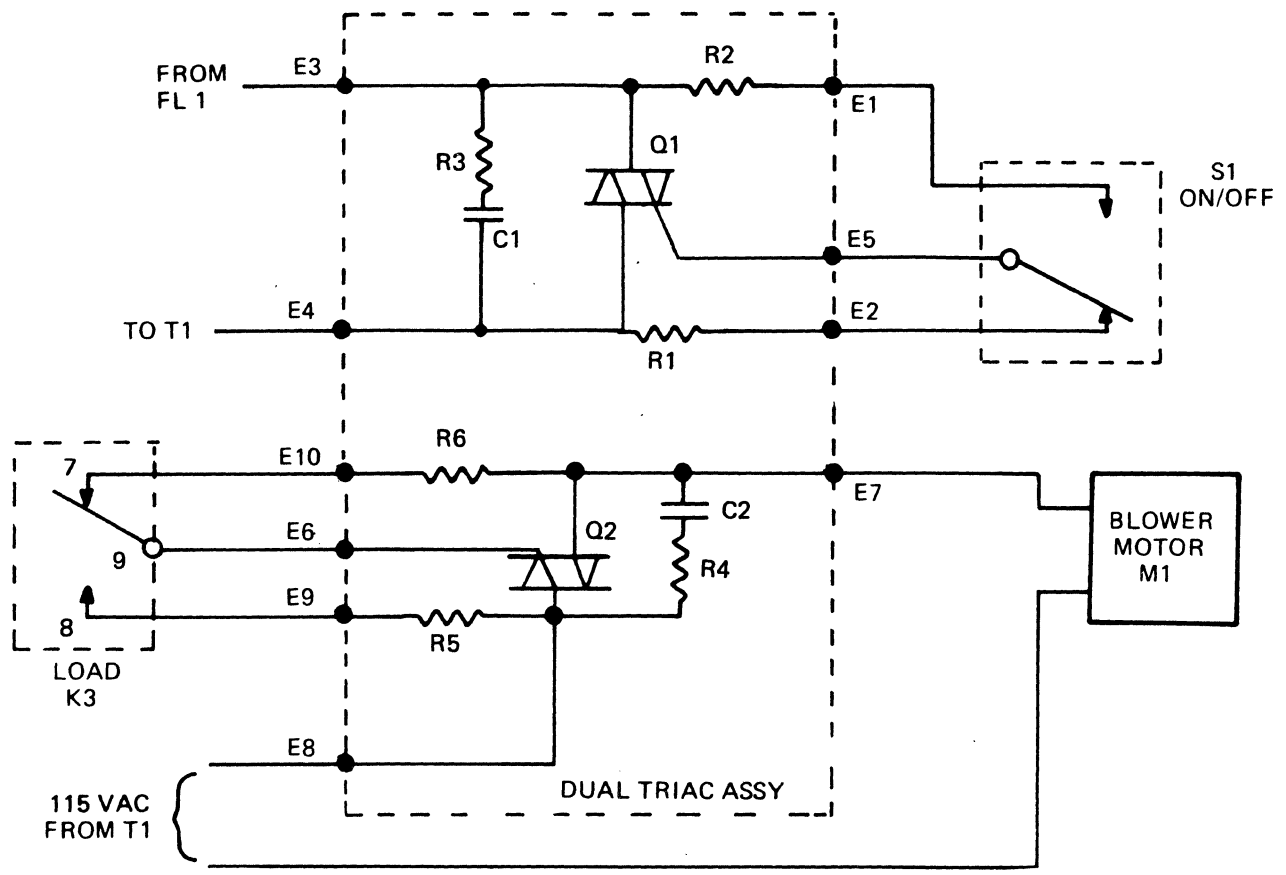 FROM
FL 1
E3
R2
E1
R3
Q1
S1
ON/OFF
C1
E5
TO T1
E4
E2
R1
7
E10
R6
E7
C2
BLOWER
MOTOR
M1
9
E6
Q2
R4
8
E9
R5
LOAD
K3
E8
115 VAC
FROM T1
DUAL TRIAC ASSY